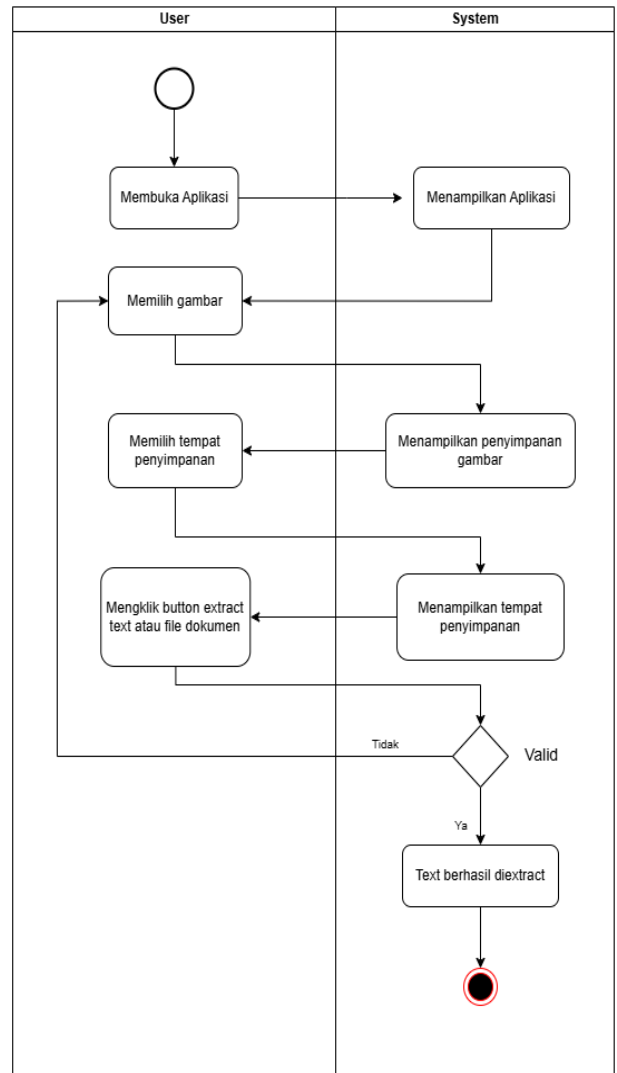 User
System
Membuka Aplikasi
Menampilkan Aplikasi
Memilih gambar
Menampilkan penyimpanan
gambar
Memilih tempat
penyimpanan
Menampilkan tempat
penyimpanan
Mengklik button extract
text atau file dokumen
Tidak
Valid
Ya
Text berhasil diextract